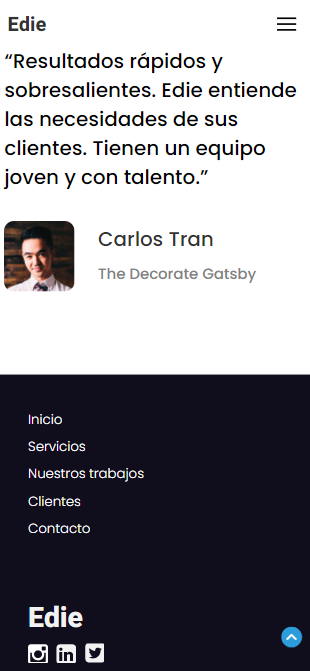 Edie
“Resultados rápidos y
sobresalientes. Edie entiende
las necesidades de sus
clientes. Tienen un equipo
joven y con talento.”
Carlos Tran
The Decorate Gatsby
Inicio
Servicios
Nuestros trabajos
Clientes
Contacto
Edie